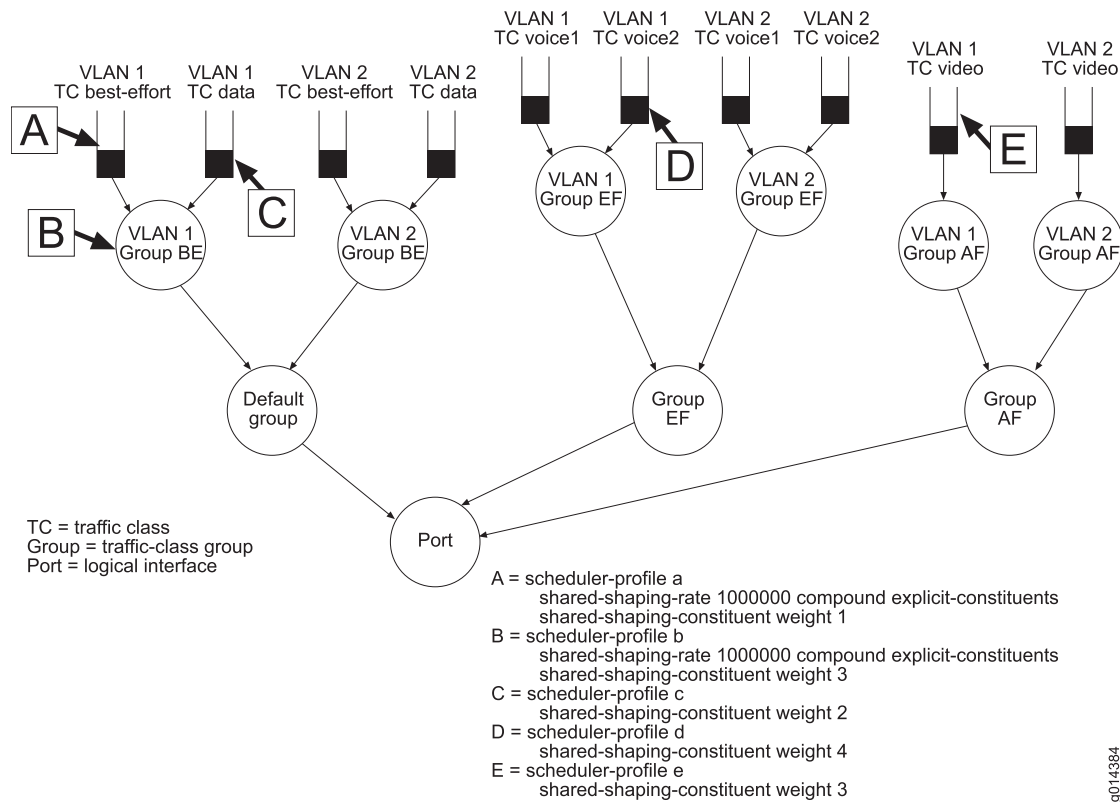 VLAN 1
TC voice1
VLAN 1
TC voice2
VLAN 2
TC voice1
VLAN 2
TC voice2
VLAN 1
TC video
VLAN 2
TC video
VLAN 1
TC best-effort
VLAN 1
TC data
VLAN 2
TC best-effort
VLAN 2
TC data
A
B
C
D
E
VLAN 1
Group BE
VLAN 2
Group BE
VLAN 1
Group EF
VLAN 2
Group EF
VLAN 1
Group AF
VLAN 2
Group AF
Default
group
Group
EF
Group
AF
Port
TC = traffic class
Group = traffic-class group
Port = logical interface
A = scheduler-profile a
shared-shaping-rate 1000000 compound explicit-constituents
shared-shaping-constituent weight 1
B = scheduler-profile b
shared-shaping-rate 1000000 compound explicit-constituents
shared-shaping-constituent weight 3
C = scheduler-profile c
shared-shaping-constituent weight 2
D = scheduler-profile d
shared-shaping-constituent weight 4
E = scheduler-profile e
shared-shaping-constituent weight 3
g014384